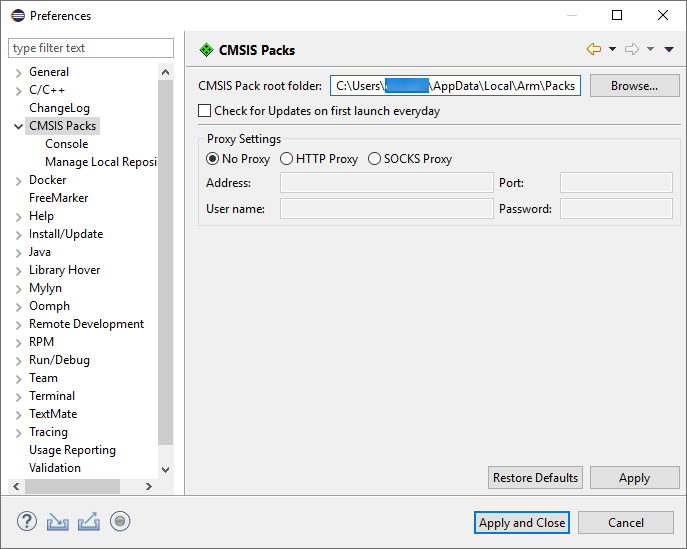 Preferences
type filter text
General
C/C++
ChangeLog
CMSIS Packs
Console
Manage Local Reposi
Docker
FreeMarker
Help
Install/Update
Java
Library Hover
Mylyn
Oomph
Remote Development
RPM
Run/Debug
Team
Terminal
TextMate
Tracing
Usage Reporting
Validation
CMSIS Packs
CMSIS Pack root folder: C:\Users\ \AppData\Local\Arm\Packs Browse...
Check for Updates on first launch everyday
Proxy Settings
No Proxy HTTP Proxy SOCKS Proxy
Address: Port:
User name: Password:
Restore Defaults Apply
Apply and Close Cancel